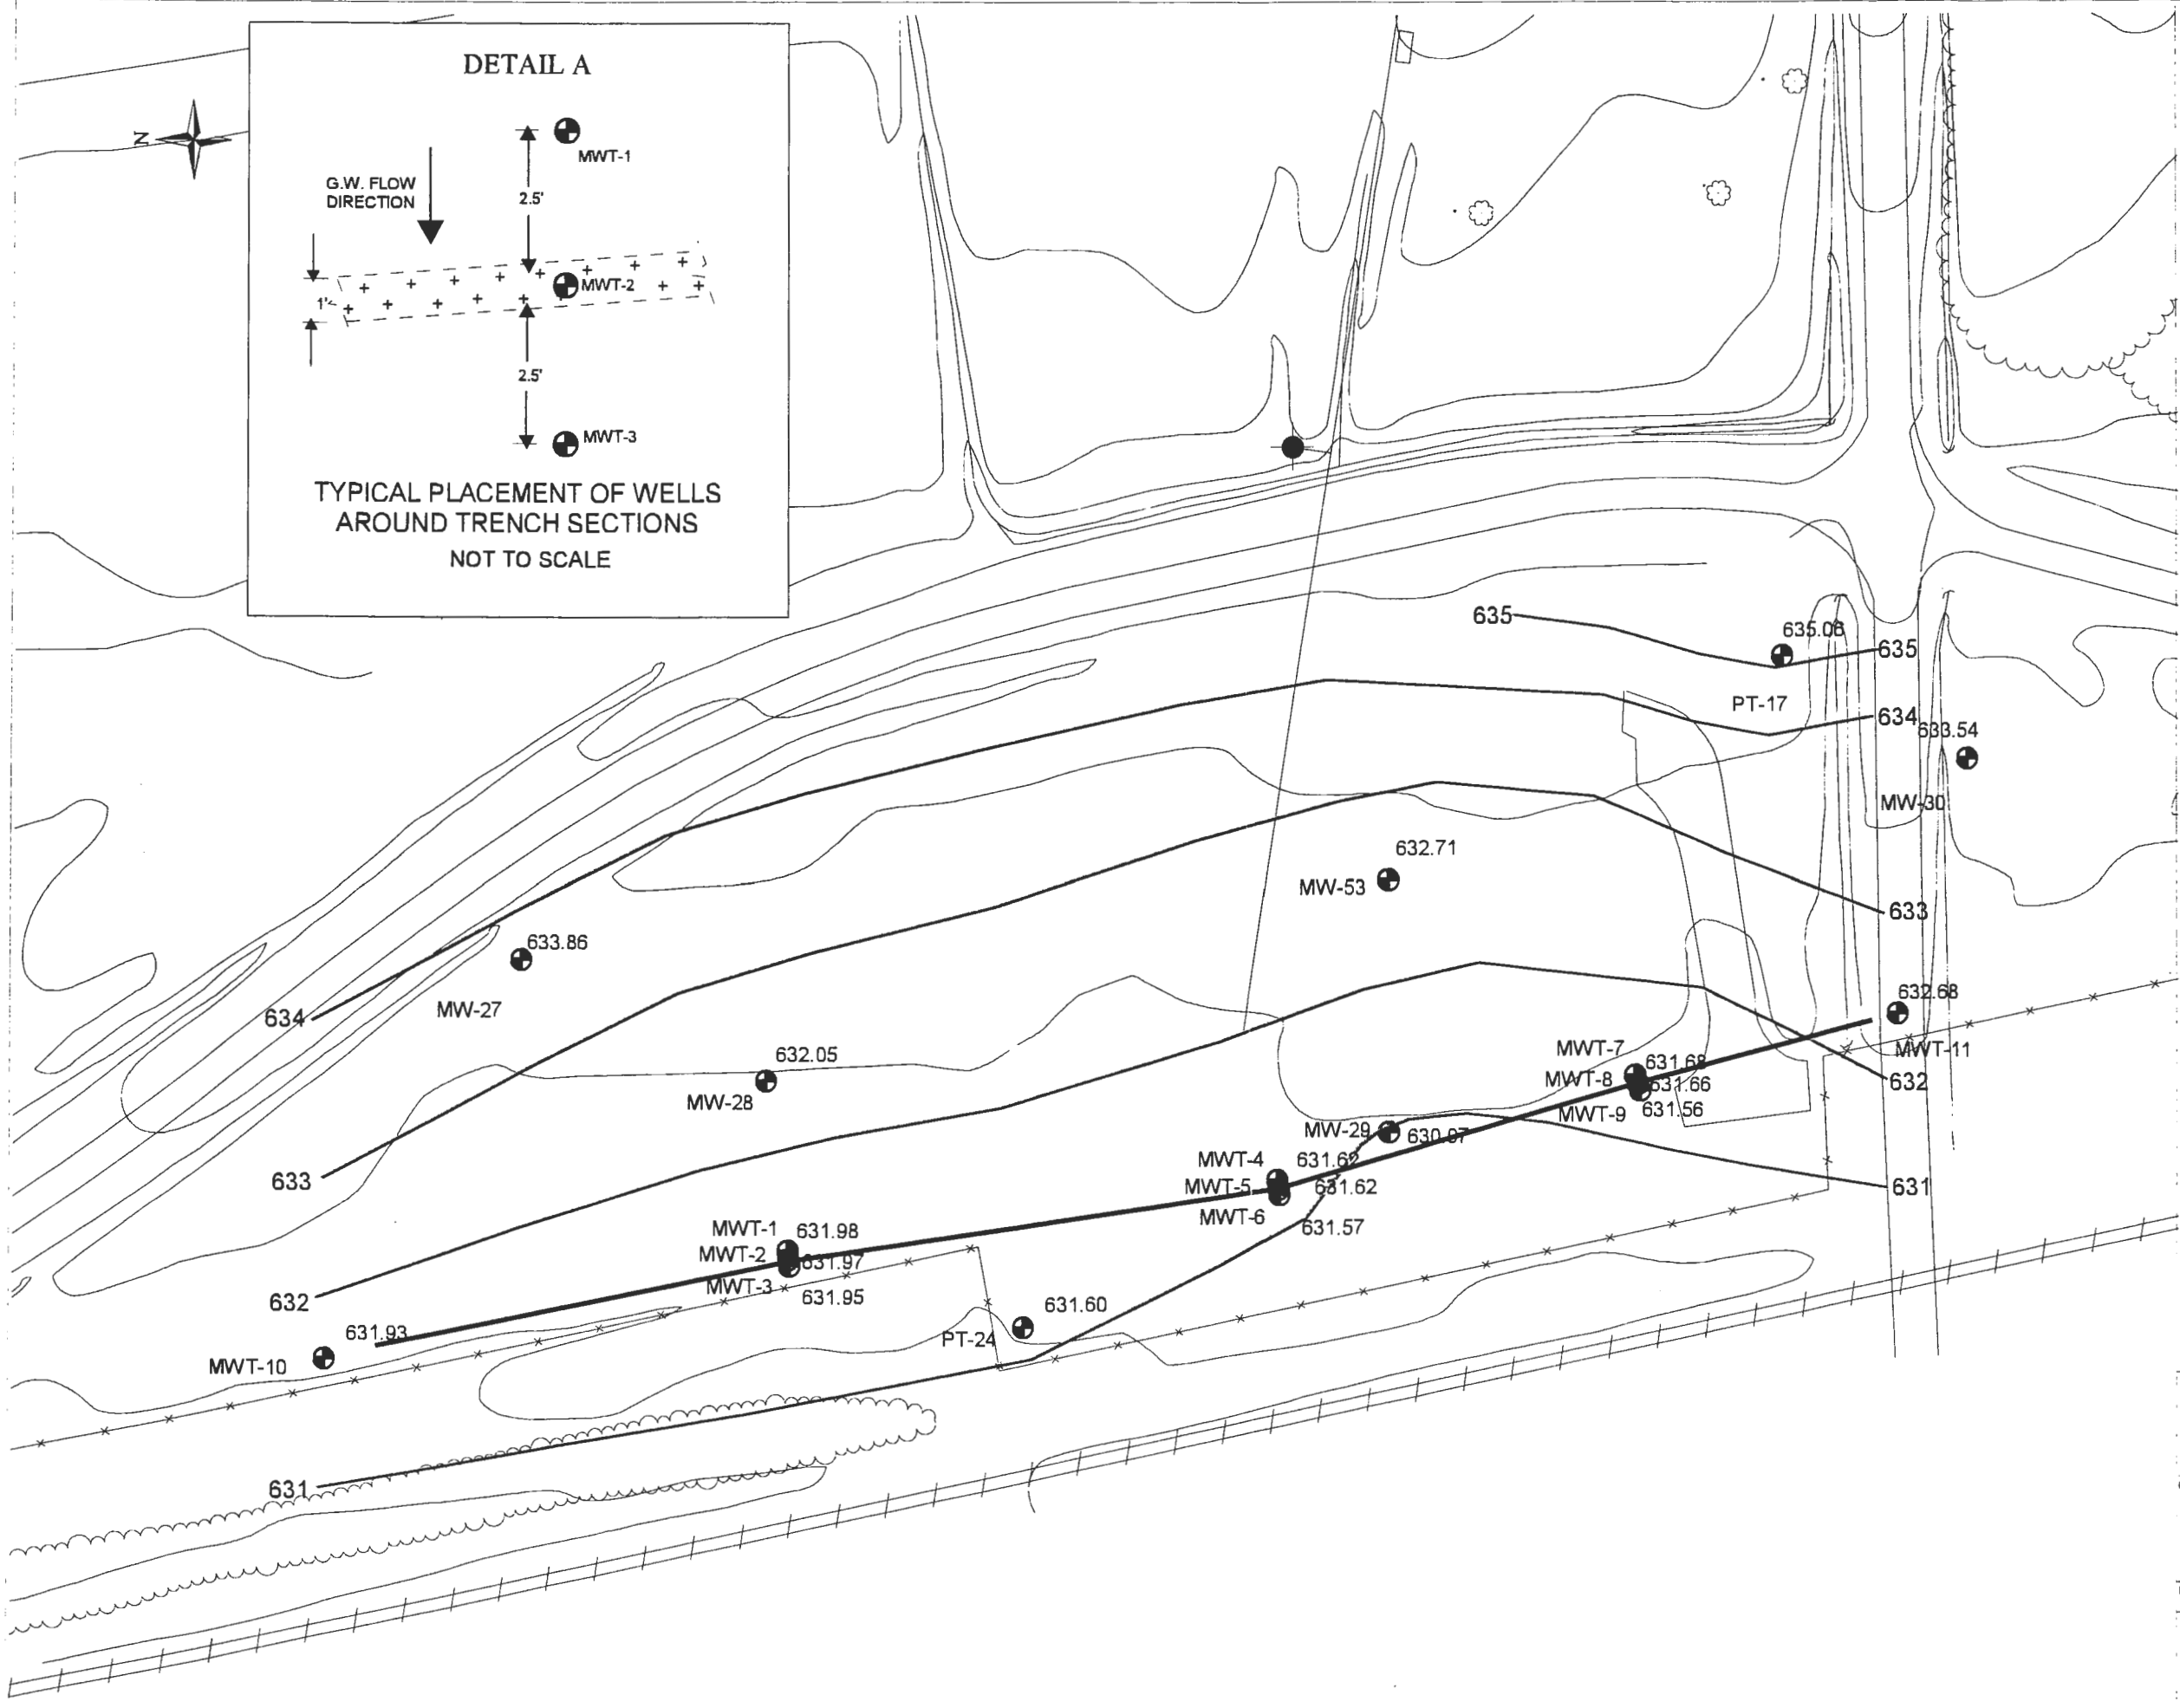 DETAIL A
N
MWT-1
G.W. FLOW
DIRECTION
2.5'
MWT-2
1'
2.5'
MWT-3
TYPICAL PLACEMENT OF WELLS
AROUND TRENCH SECTIONS
NOT TO SCALE
635
635.06
635
PT-17
634
633.54
MW-30
632.71
MW-53
633
633.86
MW-27
634
632.68
MWT-11
632.05
MW-28
MWT-7
631.68
MWT-8
631.66
632
MWT-9
631.56
MW-29
630.97
MWT-4
631.62
633
MWT-5
631.62
631
MWT-6
631.57
MWT-1
631.98
MWT-2
631.97
MWT-3
631.95
632
631.60
PT-24
631.93
MWT-10
631